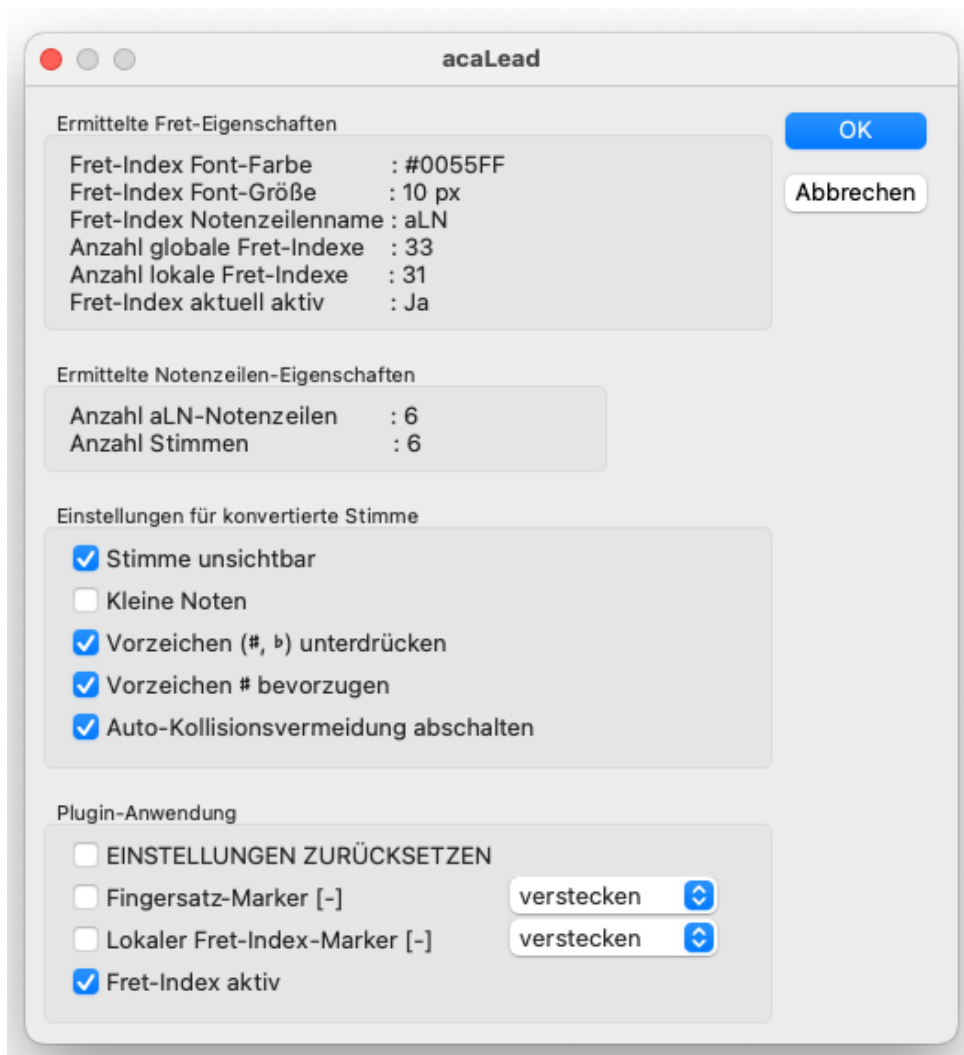 acaLead
Ermittelte Fret-Eigenschaften
OK
Fret-Index Font-Farbe : #0055FF
Fret-Index Font-Größe : 10 px
Abbrechen
Fret-Index Notenzeilenname : aLN
Anzahl globale Fret-Indexe : 33
Anzahl lokale Fret-Indexe : 31
Fret-Index aktuell aktiv : Ja
Ermittelte Notenzeilen-Eigenschaften
Anzahl aLN-Notenzeilen : 6
Anzahl Stimmen : 6
Einstellungen für konvertierte Stimme
Stimme unsichtbar
Kleine Noten
Vorzeichen (♯, ♭) unterdrücken
Vorzeichen ♯ bevorzugen
Auto-Kollisionsvermeidung abschalten
Plugin-Anwendung
EINSTELLUNGEN ZURÜCKSETZEN
Fingersatz-Marker [-] verstecken
Lokaler Fret-Index-Marker [-] verstecken
Fret-Index aktiv